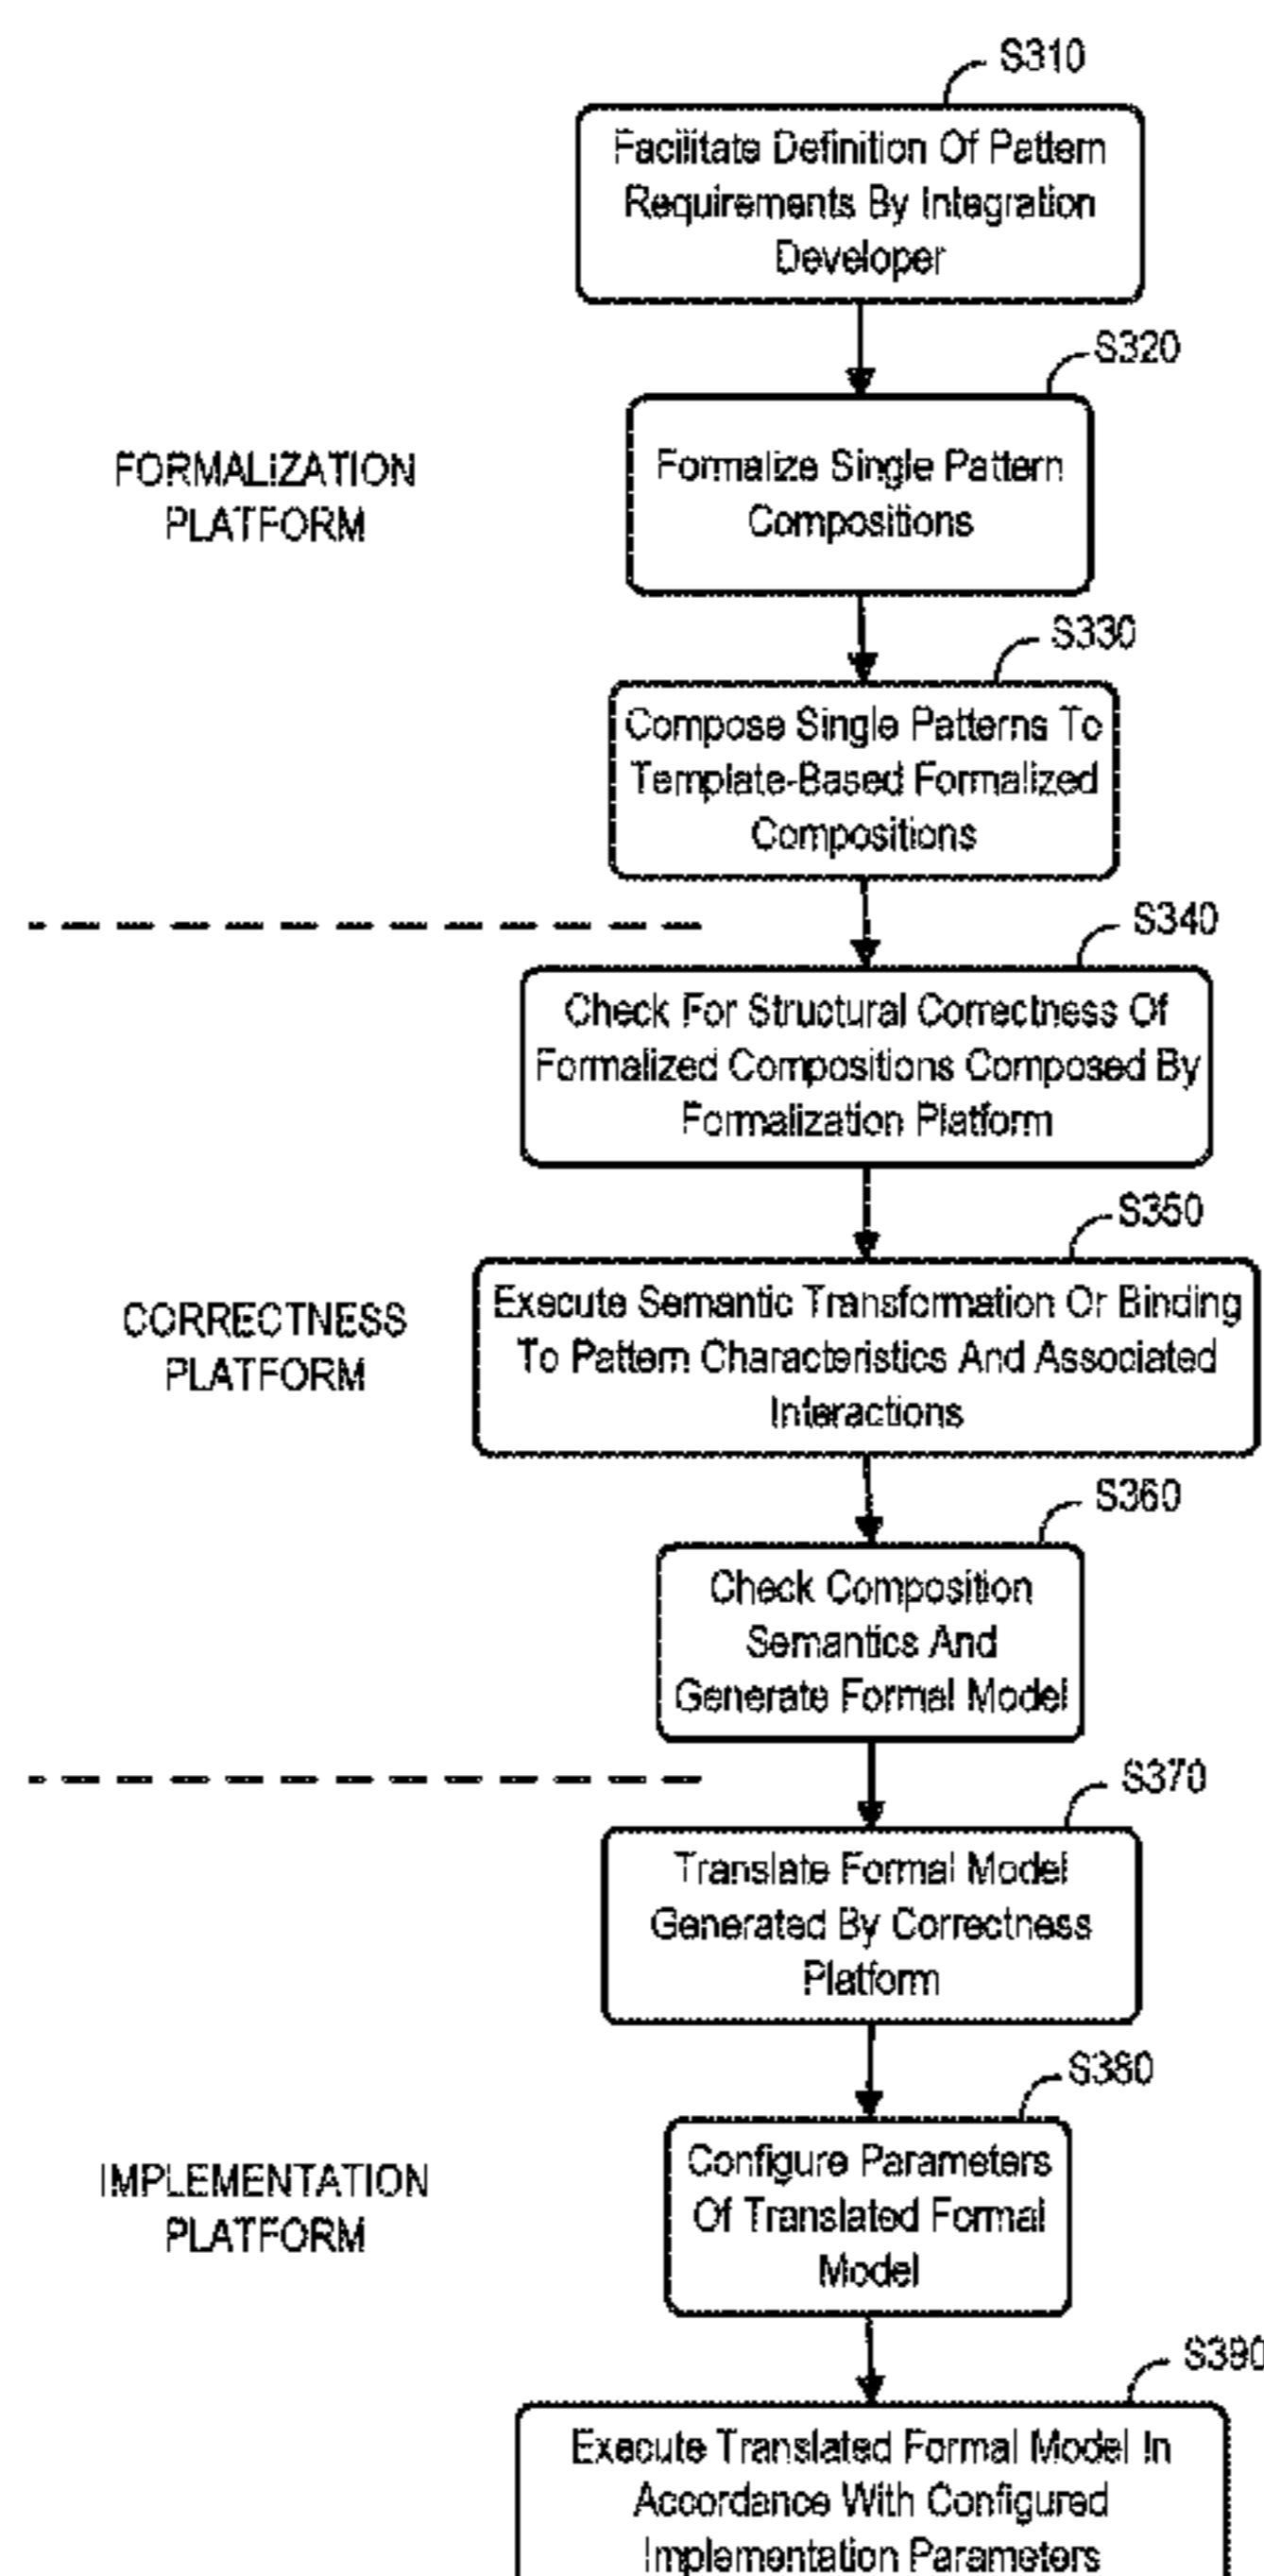 S310
Facilitate Definition Of Pattern
Requirements By Integration
Developer
S320
FORMALIZATION
PLATFORM
Formalize Single Pattern
Compositions
S330
Compose Single Patterns To
Template-Based Formalized
Compositions
S340
Check For Structural Correctness Of
Formalized Compositions Composed By
Formalization Platform
S350
CORRECTNESS
PLATFORM
Execute Semantic Transformation Or Binding
To Pattern Characteristics And Associated
Interactions
S360
Check Composition
Semantics And
Generate Formal Model
S370
Translate Formal Model
Generated By Correctness
Platform
S380
IMPLEMENTATION
PLATFORM
Configure Parameters
Of Translated Formal
Model
S390
Execute Translated Formal Model In
Accordance With Configured
Implementation Parameters